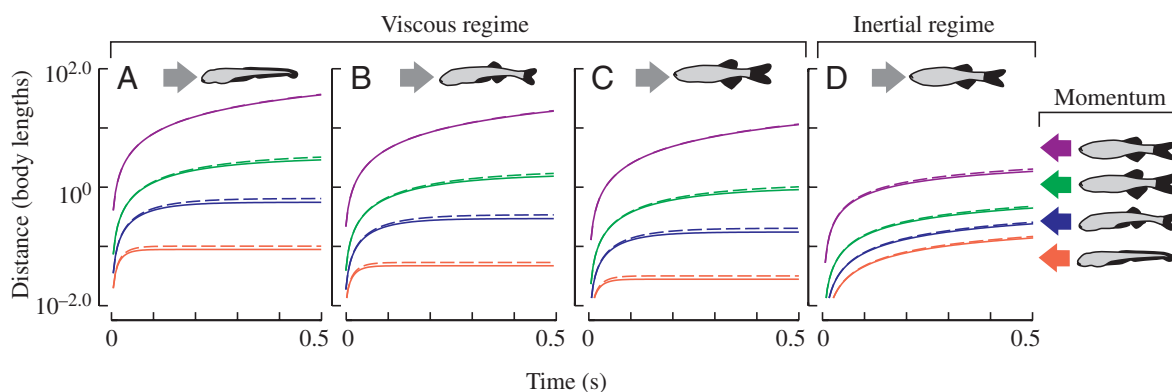 Viscous regime
Inertial regime
A
B
C
D
Momentum
Distance (body lengths)
10^2.0
10^0
10^−2.0
0
0.5
0
0.5
0
0.5
0
0.5
Time (s)